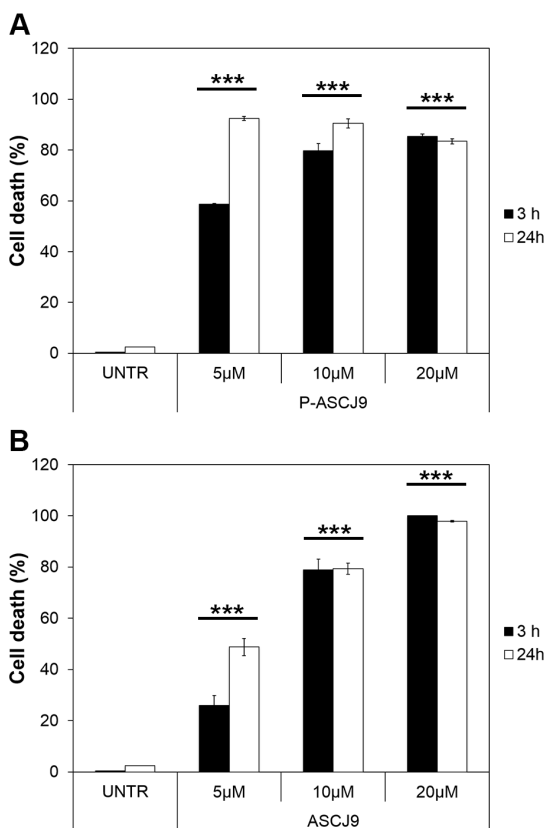 A
120
***
***
***
100
80
60
40
20
0
Cell death (%)
3 h
24h
UNTR 5µM 10µM 20µM
P-ASCJ9
B
120
***
100
***
80
60
***
40
20
0
Cell death (%)
3 h
24h
UNTR 5µM 10µM 20µM
ASCJ9